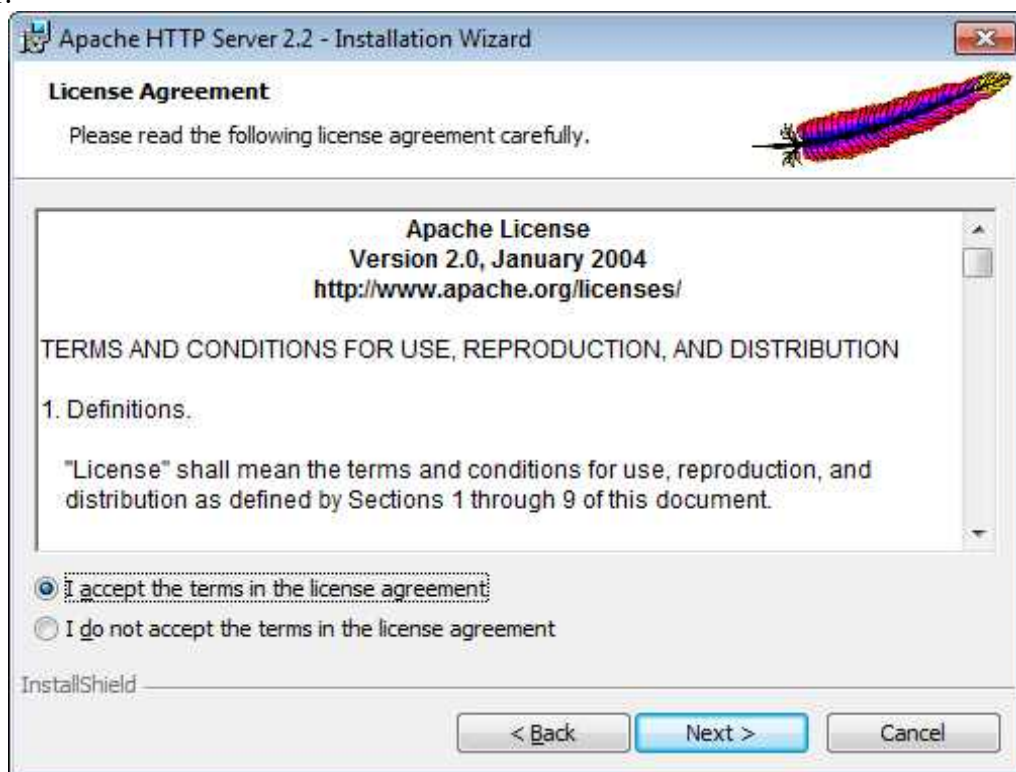 Apache HTTP Server 2.2 - Installation Wizard
License Agreement
Please read the following license agreement carefully.
Apache License
Version 2.0, January 2004
http://www.apache.org/licenses/
TERMS AND CONDITIONS FOR USE, REPRODUCTION, AND DISTRIBUTION
1. Definitions.
"License" shall mean the terms and conditions for use, reproduction, and
distribution as defined by Sections 1 through 9 of this document.
I accept the terms in the license agreement
I do not accept the terms in the license agreement
InstallShield
< Back
Next >
Cancel